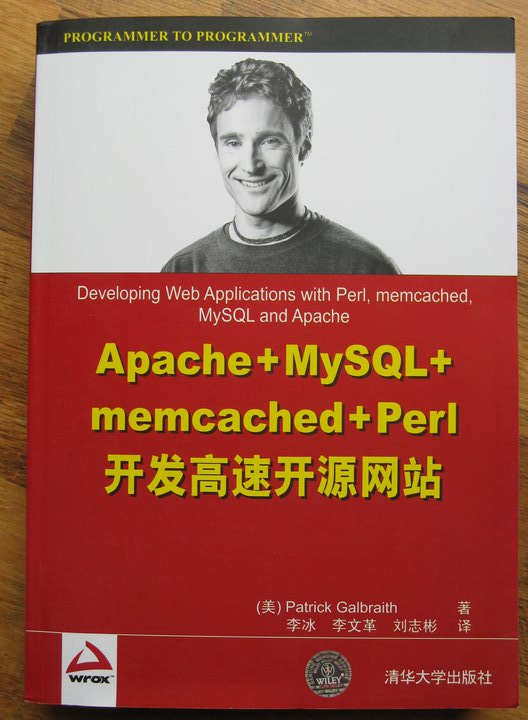 PROGRAMMER TO PROGRAMMER™
Developing Web Applications with Perl, memcached,
MySQL and Apache
Apache+MySQL+
memcached+Perl
开发高速开源网站
(美) Patrick Galbraith 著
李冰 李文革 刘志彬 译
wrox™
WILEY
清华大学出版社